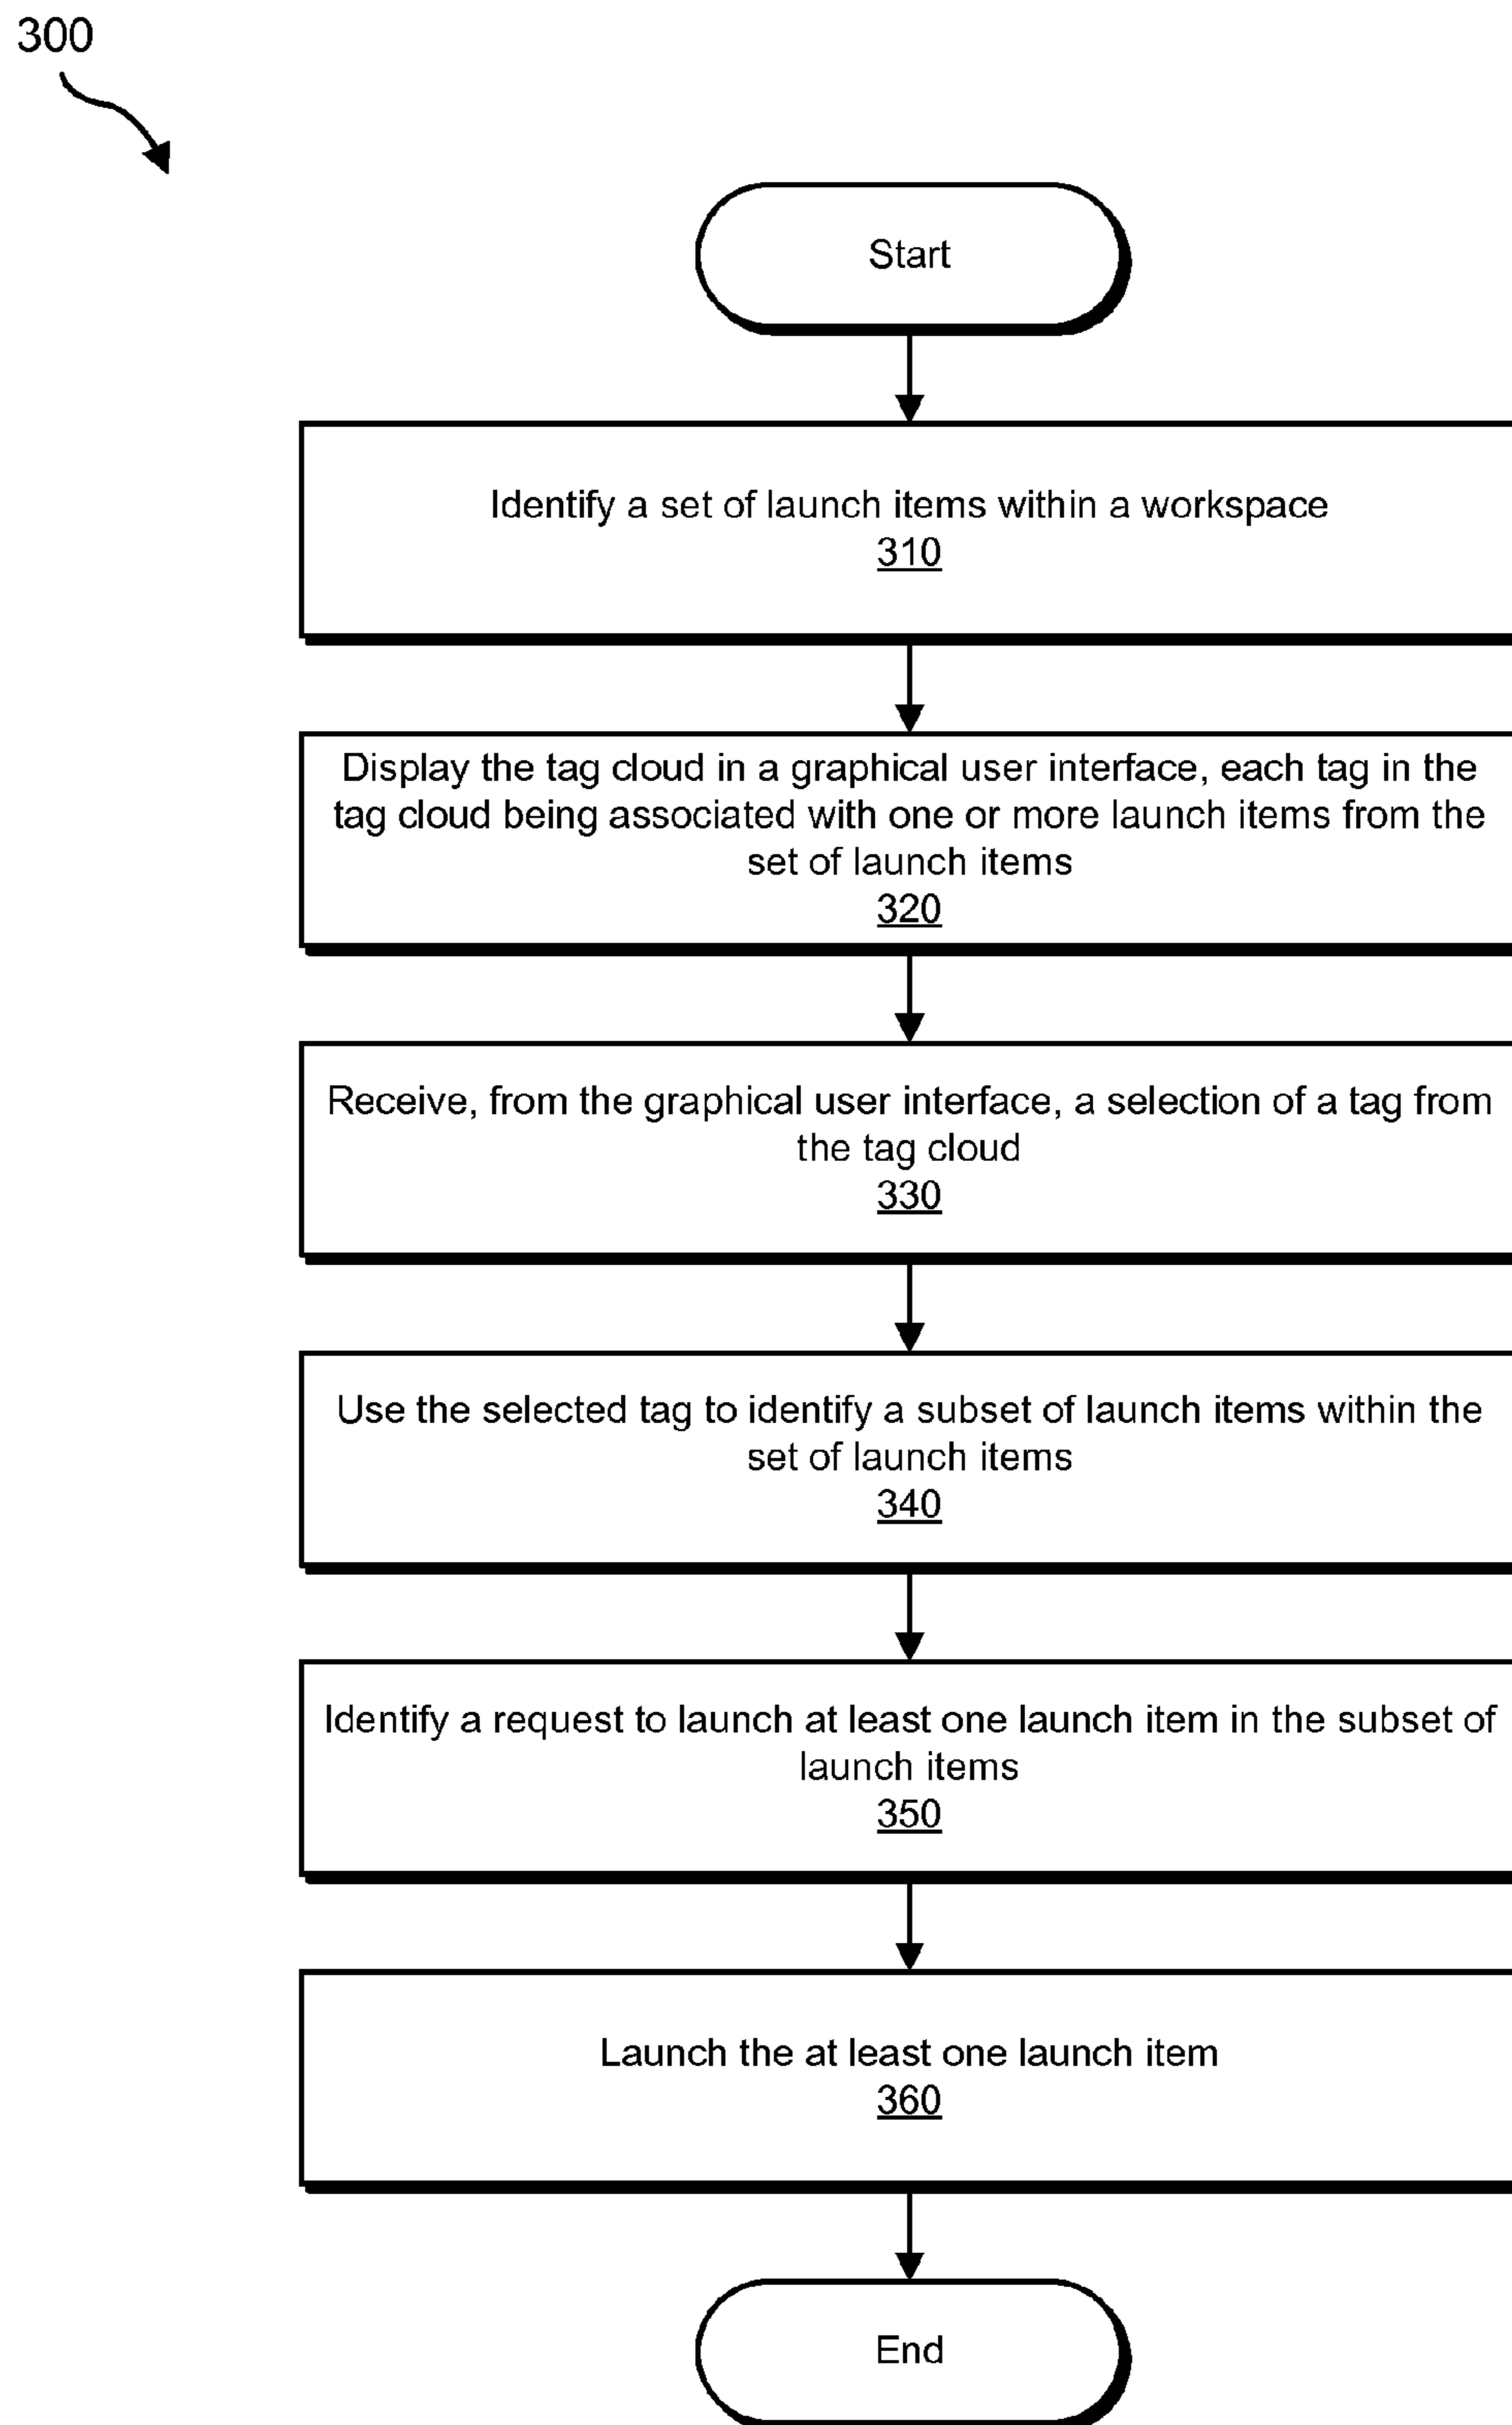 300
Start
Identify a set of launch items within a workspace
310
Display the tag cloud in a graphical user interface, each tag in the
tag cloud being associated with one or more launch items from the
set of launch items
320
Receive, from the graphical user interface, a selection of a tag from
the tag cloud
330
Use the selected tag to identify a subset of launch items within the
set of launch items
340
Identify a request to launch at least one launch item in the subset of
launch items
350
Launch the at least one launch item
360
End